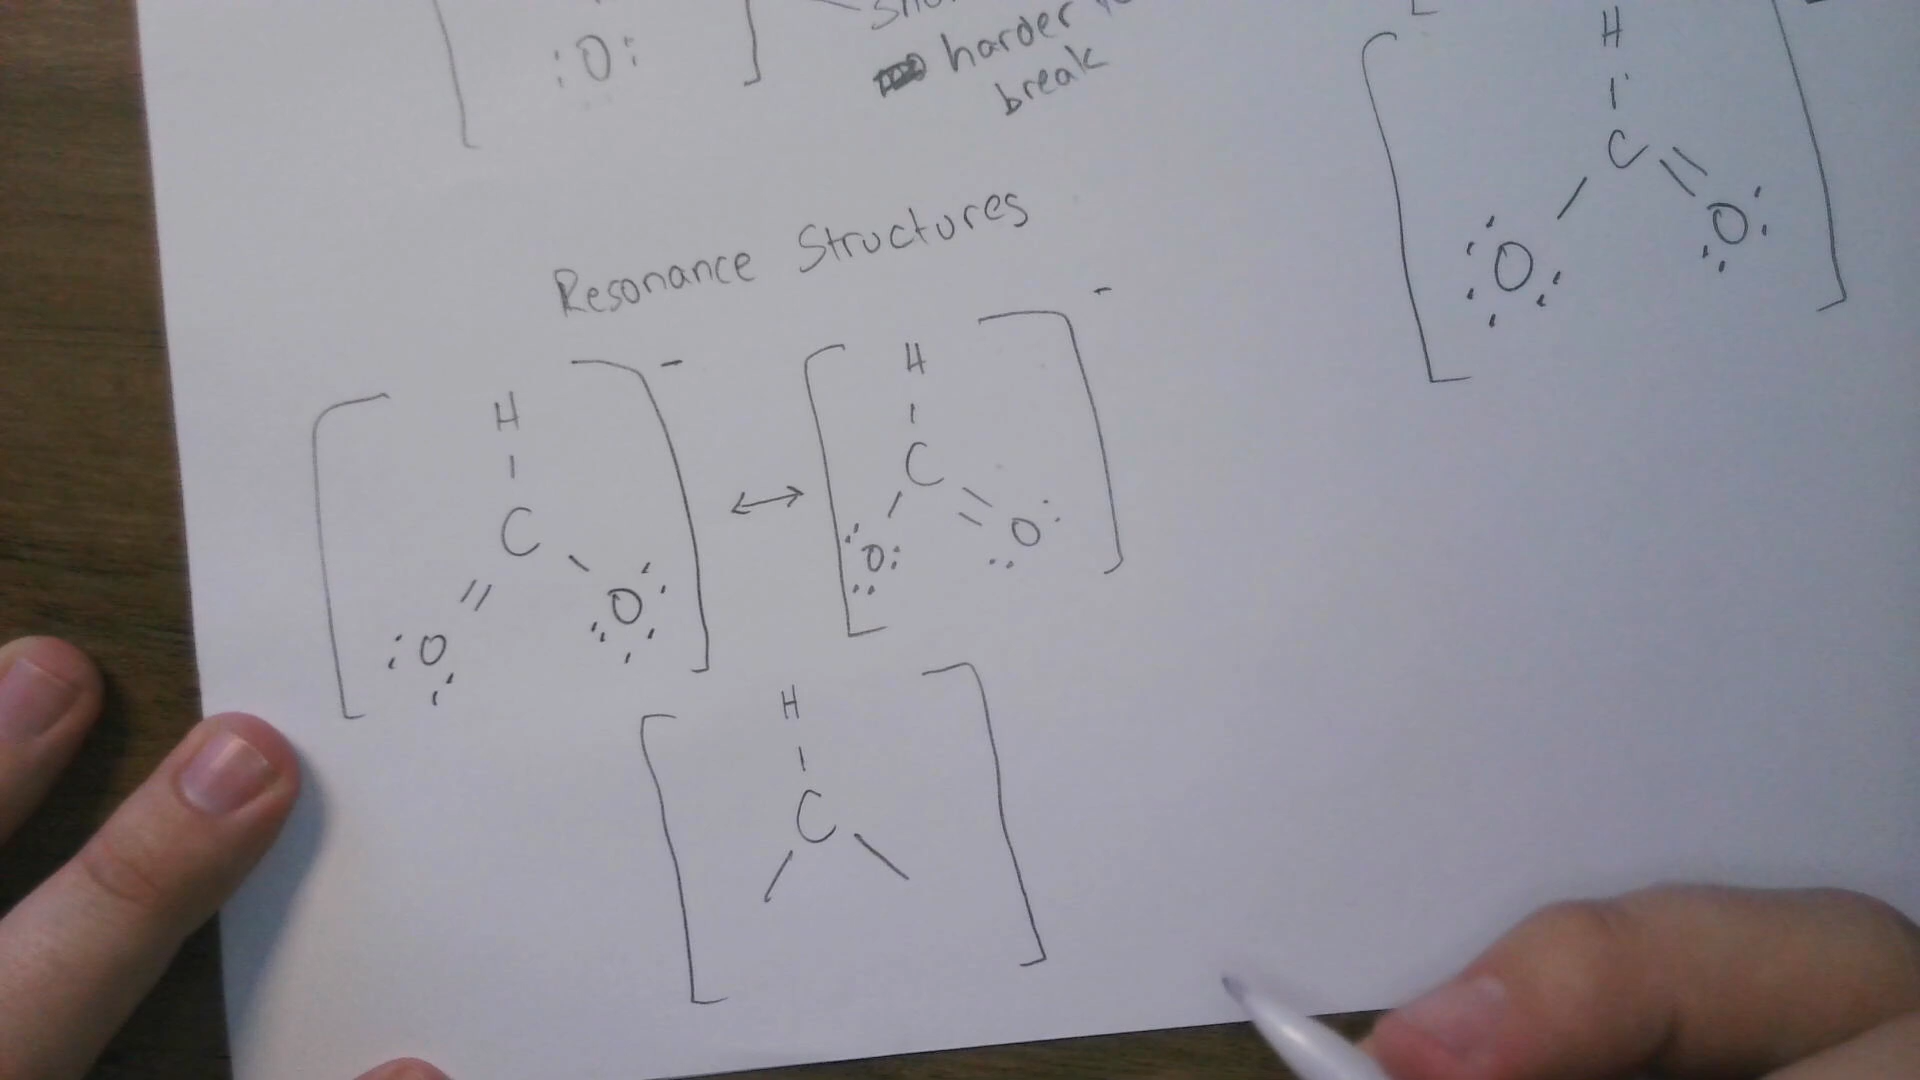 :O:
harder
break
Resonance Structures
H
C
O O
-
H
C
:O O:
-
H
C
O: O
H
C